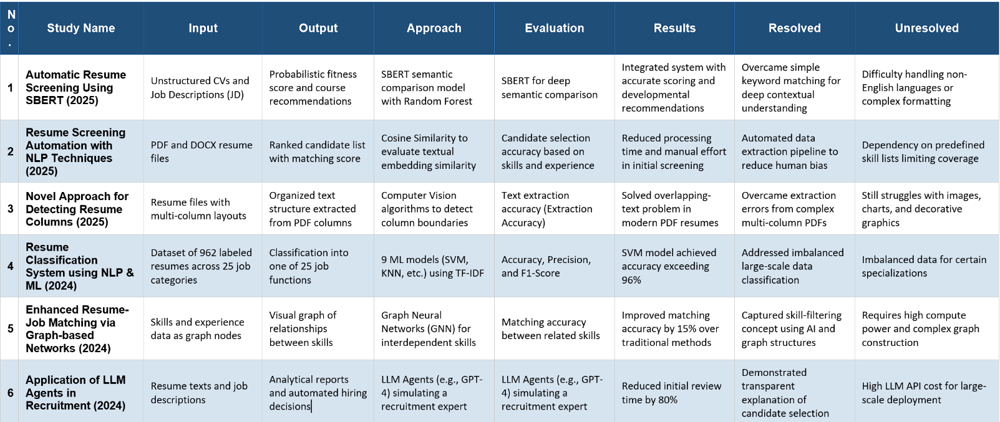 No.
Study Name
Input
Output
Approach
Evaluation
Results
Resolved
Unresolved
1
Automatic Resume
Screening Using
SBERT (2025)
Unstructured CVs and
Job Descriptions (JD)
Probabilistic fitness
score and course
recommendations
SBERT semantic
comparison model
with Random Forest
SBERT for deep
semantic comparison
Integrated system with
accurate scoring and
developmental
recommendations
Overcame simple
keyword matching for
deep contextual
understanding
Difficulty handling non-
English languages or
complex formatting
2
Resume Screening
Automation with
NLP Techniques
(2025)
PDF and DOCX resume
files
Ranked candidate list
with matching score
Cosine Similarity to
evaluate textual
embedding similarity
Candidate selection
accuracy based on
skills and experience
Reduced processing
time and manual effort
in initial screening
Automated data
extraction pipeline to
reduce human bias
Dependency on predefined
skill lists limiting coverage
3
Novel Approach for
Detecting Resume
Columns (2025)
Resume files with
multi-column layouts
Organized text
structure extracted
from PDF columns
Computer Vision
algorithms to detect
column boundaries
Text extraction
accuracy (Extraction
Accuracy)
Solved overlapping-
text problem in
modern PDF resumes
Overcame extraction
errors from complex
multi-column PDFs
Still struggles with images,
charts, and decorative
graphics
4
Resume
Classification
System using NLP &
ML (2024)
Dataset of 962 labeled
resumes across 25 job
categories
Classification into
one of 25 job
functions
9 ML models (SVM,
KNN, etc.) using TF-IDF
Accuracy, Precision,
and F1-Score
SVM model achieved
accuracy exceeding
96%
Addressed imbalanced
large-scale data
classification
Imbalanced data for certain
specializations
5
Enhanced Resume-
Job Matching via
Graph-based
Networks (2024)
Skills and experience
data as graph nodes
Visual graph of
relationships
between skills
Graph Neural
Networks (GNN) for
interdependent skills
Matching accuracy
between related skills
Improved matching
accuracy by 15% over
traditional methods
Captured skill-filtering
concept using AI and
graph structures
Requires high compute
power and complex graph
construction
6
Application of LLM
Agents in
Recruitment (2024)
Resume texts and job
descriptions
Analytical reports
and automated hiring
decisions
LLM Agents (e.g., GPT-
4) simulating a
recruitment expert
LLM Agents (e.g., GPT-
4) simulating a
recruitment expert
Reduced initial review
time by 80%
Demonstrated
transparent
explanation of
candidate selection
High LLM API cost for large-
scale deployment